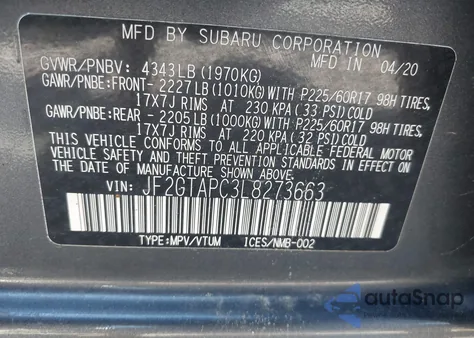 MFD BY SUBARU CORPORATION
MFD IN 04/20
GVWR/PNBV: 4343LB (1970KG)
GAWR/PNBE:FRONT- 2227LB (1010KG) WITH P225/60R17 98H TIRES,
17X7J RIMS AT 230 KPA (33 PSI) COLD
GAWR/PNBE:REAR - 2205LB (1000KG) WITH P225/60R17 98H TIRES,
17X7J RIMS AT 220 KPA (32 PSI) COLD
THIS VEHICLE CONFORMS TO ALL APPLICABLE FEDERAL MOTOR
VEHICLE SAFETY AND THEFT PREVENTION STANDARDS IN EFFECT ON
THE DATE OF MANUFACTURE SHOWN ABOVE.
VIN: JF2GTAPC3L8273663
TYPE:MPV/VTUM ICES/NMB-002
autoSnap